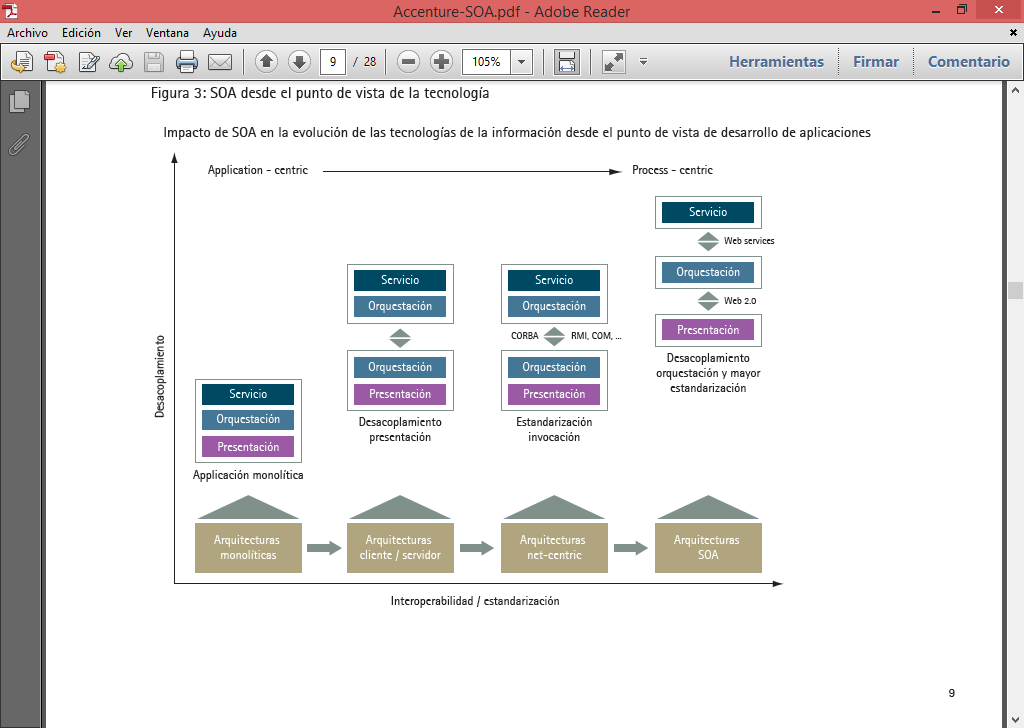 Accenture-SOA.pdf - Adobe Reader
Archivo Edición Ver Ventana Ayuda
9 / 28 105% Herramientas Firmar Comentario
Figura 3: SOA desde el punto de vista de la tecnología
Impacto de SOA en la evolución de las tecnologías de la información desde el punto de vista de desarrollo de aplicaciones
Application - centric
Process - centric
Desacoplamiento
Servicio
Orquestación
Presentación
Applicación monolítica
Servicio
Orquestación
Orquestación
Presentación
Desacoplamiento
presentación
Servicio
Orquestación
CORBA
RMI, COM, ...
Orquestación
Presentación
Estandarización
invocación
Servicio
Web services
Orquestación
Web 2.0
Presentación
Desacoplamiento
orquestación y mayor
estandarización
Arquitecturas
monolíticas
Arquitecturas
cliente / servidor
Arquitecturas
net-centric
Arquitecturas
SOA
Interoperabilidad / estandarización
9